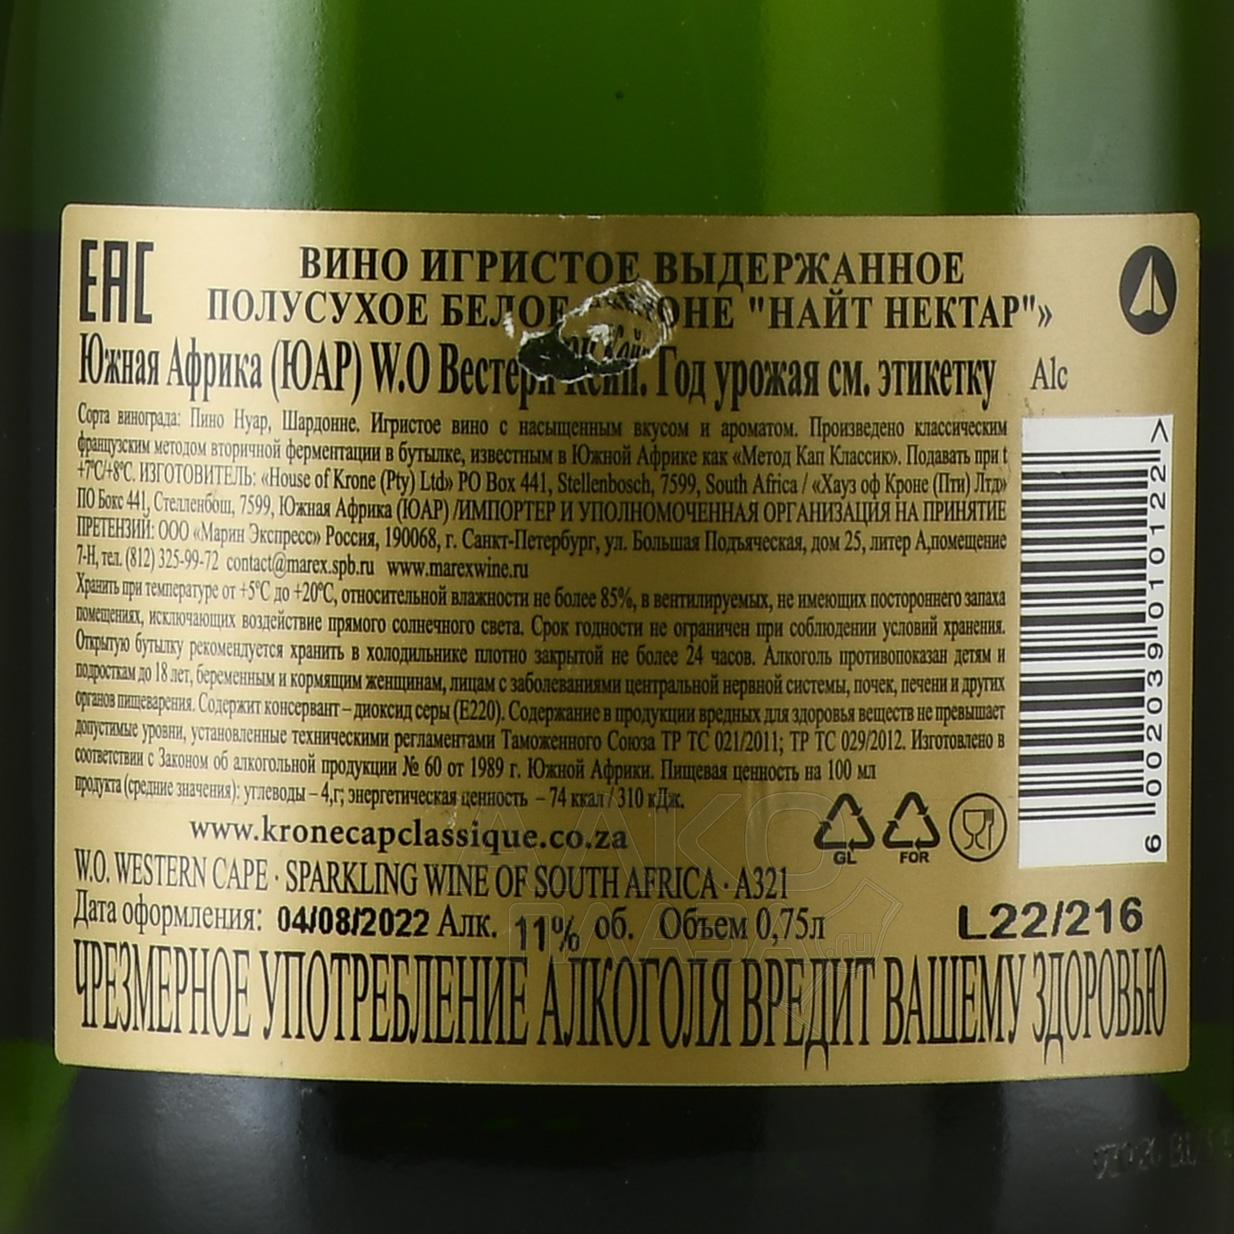 EAC
ВИНО ИГРИСТОЕ ВЫДЕРЖАННОЕ
ПОЛУСУХОЕ БЕЛОЕ "НАЙТ НЕКТАР"»
Южная Африка (ЮАР) W.O Вестерн Кейп. Год урожая см. этикетку
Alc
Сорта винограда: Пино Нуар, Шардонне. Игристое вино с насыщенным вкусом и ароматом. Произведено классическим
французским методом вторичной ферментации в бутылке, известным в Южной Африке как «Метод Кап Классик». Подавать при t
+7°C/+8°C. ИЗГОТОВИТЕЛЬ: «House of Krone (Pty) Ltd» PO Box 441, Stellenbosch, 7599, South Africa / «Хауз оф Кроне (Пти) Лтд»
ПО Бокс 441, Стелленбош, 7599, Южная Африка (ЮАР) /ИМПОРТЕР И УПОЛНОМОЧЕННАЯ ОРГАНИЗАЦИЯ НА ПРИНЯТИЕ
ПРЕТЕНЗИЙ: ООО «Марин Экспресс» Россия, 190068, г. Санкт-Петербург, ул. Большая Подъяческая, дом 25, литер А,помещение
7-Н, тел. (812) 325-99-72 contact@marex.spb.ru www.marexwine.ru
Хранить при температуре от +5°C до +20°C, относительной влажности не более 85%, в вентилируемых, не имеющих постороннего запаха
помещениях, исключающих воздействие прямого солнечного света. Срок годности не ограничен при соблюдении условий хранения.
Открытую бутылку рекомендуется хранить в холодильнике плотно закрытой не более 24 часов. Алкоголь противопоказан детям и
подросткам до 18 лет, беременным и кормящим женщинам, лицам с заболеваниями центральной нервной системы, почек, печени и других
органов пищеварения. Содержит консервант – диоксид серы (Е220). Содержание в продукции вредных для здоровья веществ не превышает
допустимые уровни, установленные техническими регламентами Таможенного Союза ТР ТС 021/2011; ТР ТС 029/2012. Изготовлено в
соответствии с Законом об алкогольной продукции № 60 от 1989 г. Южной Африки. Пищевая ценность на 100 мл
продукта (средние значения): углеводы – 4,г; энергетическая ценность – 74 ккал / 310 кДж.
www.kronecapclassique.co.za
GL
FOR
6 002039 010122 >
W.O. WESTERN CAPE · SPARKLING WINE OF SOUTH AFRICA · A321
Дата оформления: 04/08/2022 Алк. 11% об. Объем 0,75л
L22/216
ЧРЕЗМЕРНОЕ УПОТРЕБЛЕНИЕ АЛКОГОЛЯ ВРЕДИТ ВАШЕМУ ЗДОРОВЬЮ